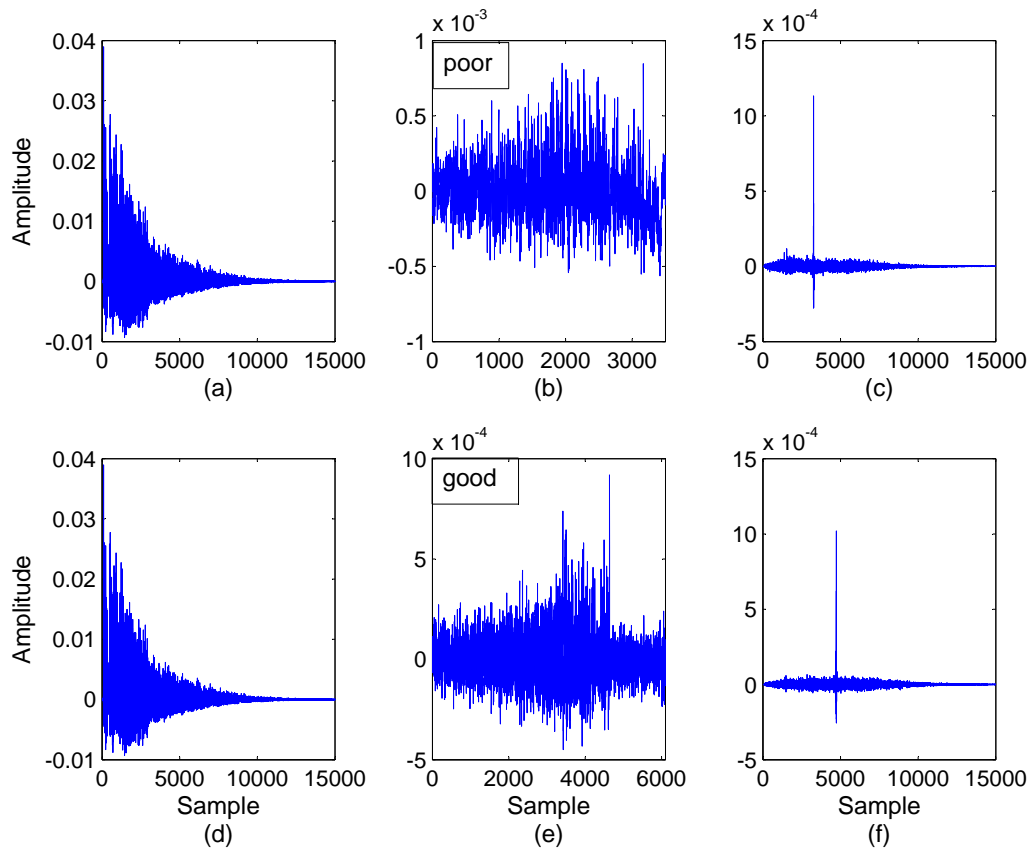 x 10-3
x 10-4
0.04
0.03
0.02
0.01
0
-0.01
Amplitude
0 5000 10000 15000
(a)
poor
1
0.5
0
-0.5
-1
0 1000 2000 3000
(b)
15
10
5
0
-5
0 5000 10000 15000
(c)
x 10-4
x 10-4
0.04
0.03
0.02
0.01
0
-0.01
Amplitude
0 5000 10000 15000
Sample
(d)
good
10
5
0
-5
0 2000 4000 6000
Sample
(e)
15
10
5
0
-5
0 5000 10000 15000
Sample
(f)